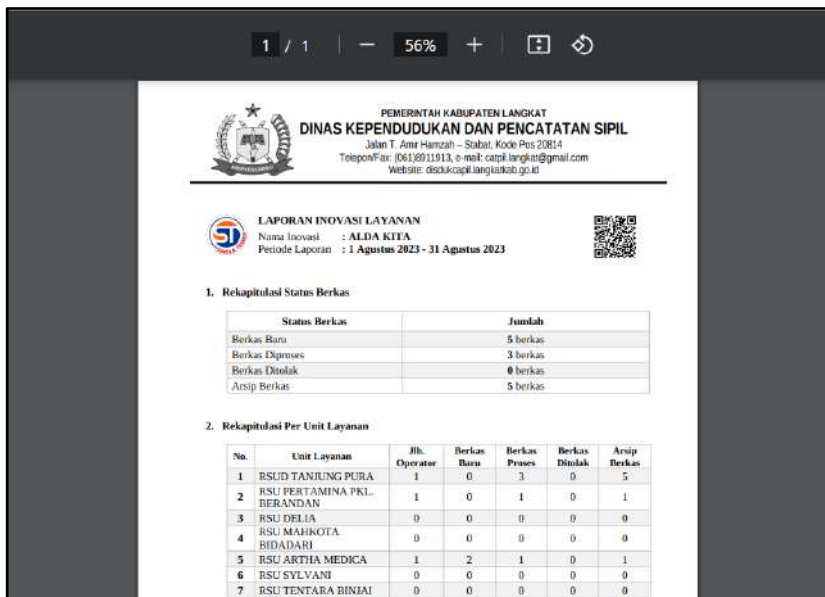 1 / 1 56%
PEMERINTAH KABUPATEN LANGKAT
DINAS KEPENDUDUKAN DAN PENCATATAN SIPIL
Jalan T. Amir Hamzah – Stabat, Kode Pos 20814
Telepon/Fax: (061)8911913, e-mail: catpil.langkat@gmail.com
Website: disdukcapil.langkatkab.go.id
LAPORAN INOVASI LAYANAN
Nama Inovasi : ALDA KITA
Periode Laporan : 1 Agustus 2023 - 31 Agustus 2023
1. Rekapitulasi Status Berkas
Status Berkas Jumlah
Berkas Baru 5 berkas
Berkas Diproses 3 berkas
Berkas Ditolak 0 berkas
Arsip Berkas 5 berkas
2. Rekapitulasi Per Unit Layanan
No. Unit Layanan Jlh. Operator Berkas Baru Berkas Proses Berkas Ditolak Arsip Berkas
1 RSUD TANJUNG PURA 1 0 3 0 5
2 RSU PERTAMINA PKL. BERANDAN 1 0 1 0 1
3 RSU DELIA 0 0 0 0 0
4 RSU MAHKOTA BIDADARI 0 0 0 0 0
5 RSU ARTHA MEDICA 1 2 1 0 1
6 RSU SYLVANI 0 0 0 0 0
7 RSU TENTARA BINJAI 0 0 0 0 0